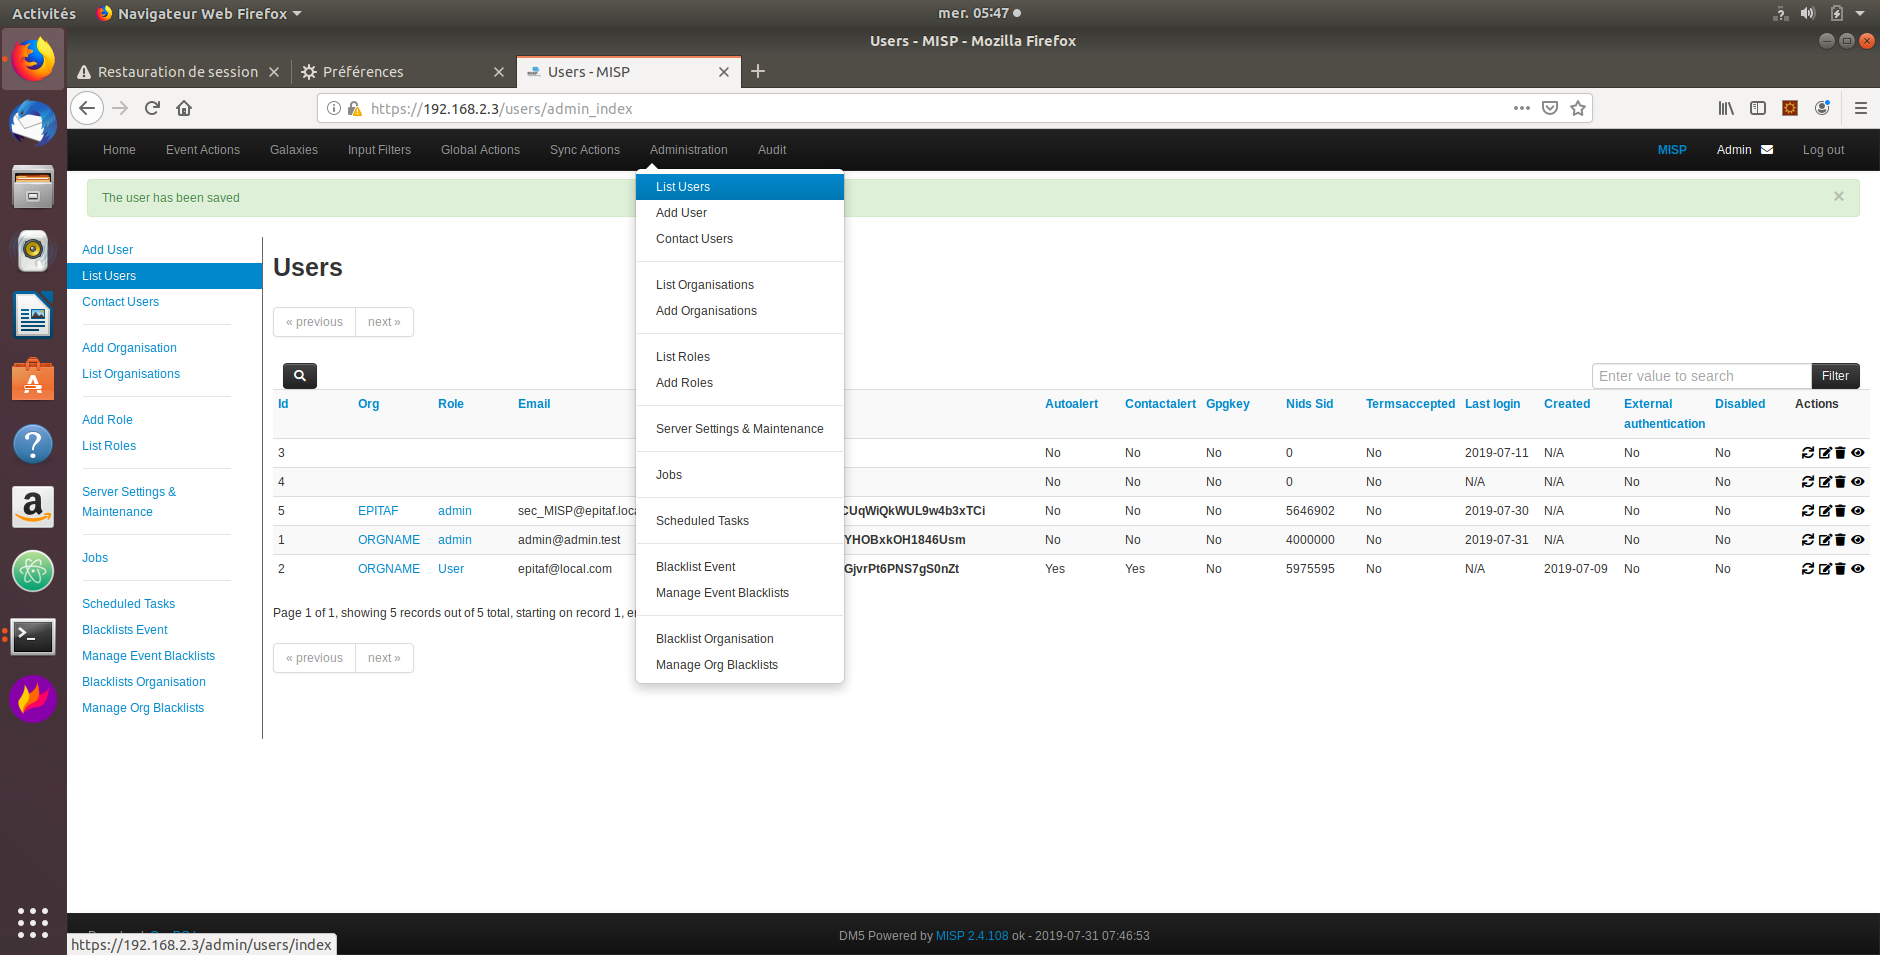 Activités
Navigateur Web Firefox
mer. 05:47
Users - MISP - Mozilla Firefox
Restauration de session
Préférences
Users - MISP
https://192.168.2.3/users/admin_index
Home
Event Actions
Galaxies
Input Filters
Global Actions
Sync Actions
Administration
Audit
MISP
Admin
Log out
The user has been saved
×
Add User
List Users
Contact Users
Add Organisation
List Organisations
Add Role
List Roles
Server Settings &
Maintenance
Jobs
Scheduled Tasks
Blacklists Event
Manage Event Blacklists
Blacklists Organisation
Manage Org Blacklists
List Users
Add User
Contact Users
List Organisations
Add Organisations
List Roles
Add Roles
Server Settings & Maintenance
Jobs
Scheduled Tasks
Blacklist Event
Manage Event Blacklists
Blacklist Organisation
Manage Org Blacklists
Users
« previous next »
Enter value to search Filter
Id Org Role Email Autoalert Contactalert Gpgkey Nids Sid Termsaccepted Last login Created External authentication Disabled Actions
3 No No No 0 No 2019-07-11 N/A No No
4 No No No 0 No N/A N/A No No
5 EPITAF admin sec_MISP@epitaf.loc CUqWiQkWUL9w4b3xTCi No No No 5646902 No 2019-07-30 N/A No No
1 ORGNAME admin admin@admin.test YHOBxkOH1846Usm No No No 4000000 No 2019-07-31 N/A No No
2 ORGNAME User epitaf@local.com GjvrPt6PNS7gS0nZt Yes Yes No 5975595 No N/A 2019-07-09 No No
Page 1 of 1, showing 5 records out of 5 total, starting on record 1,
« previous next »
DM5 Powered by MISP 2.4.108 ok - 2019-07-31 07:46:53
https://192.168.2.3/admin/users/index